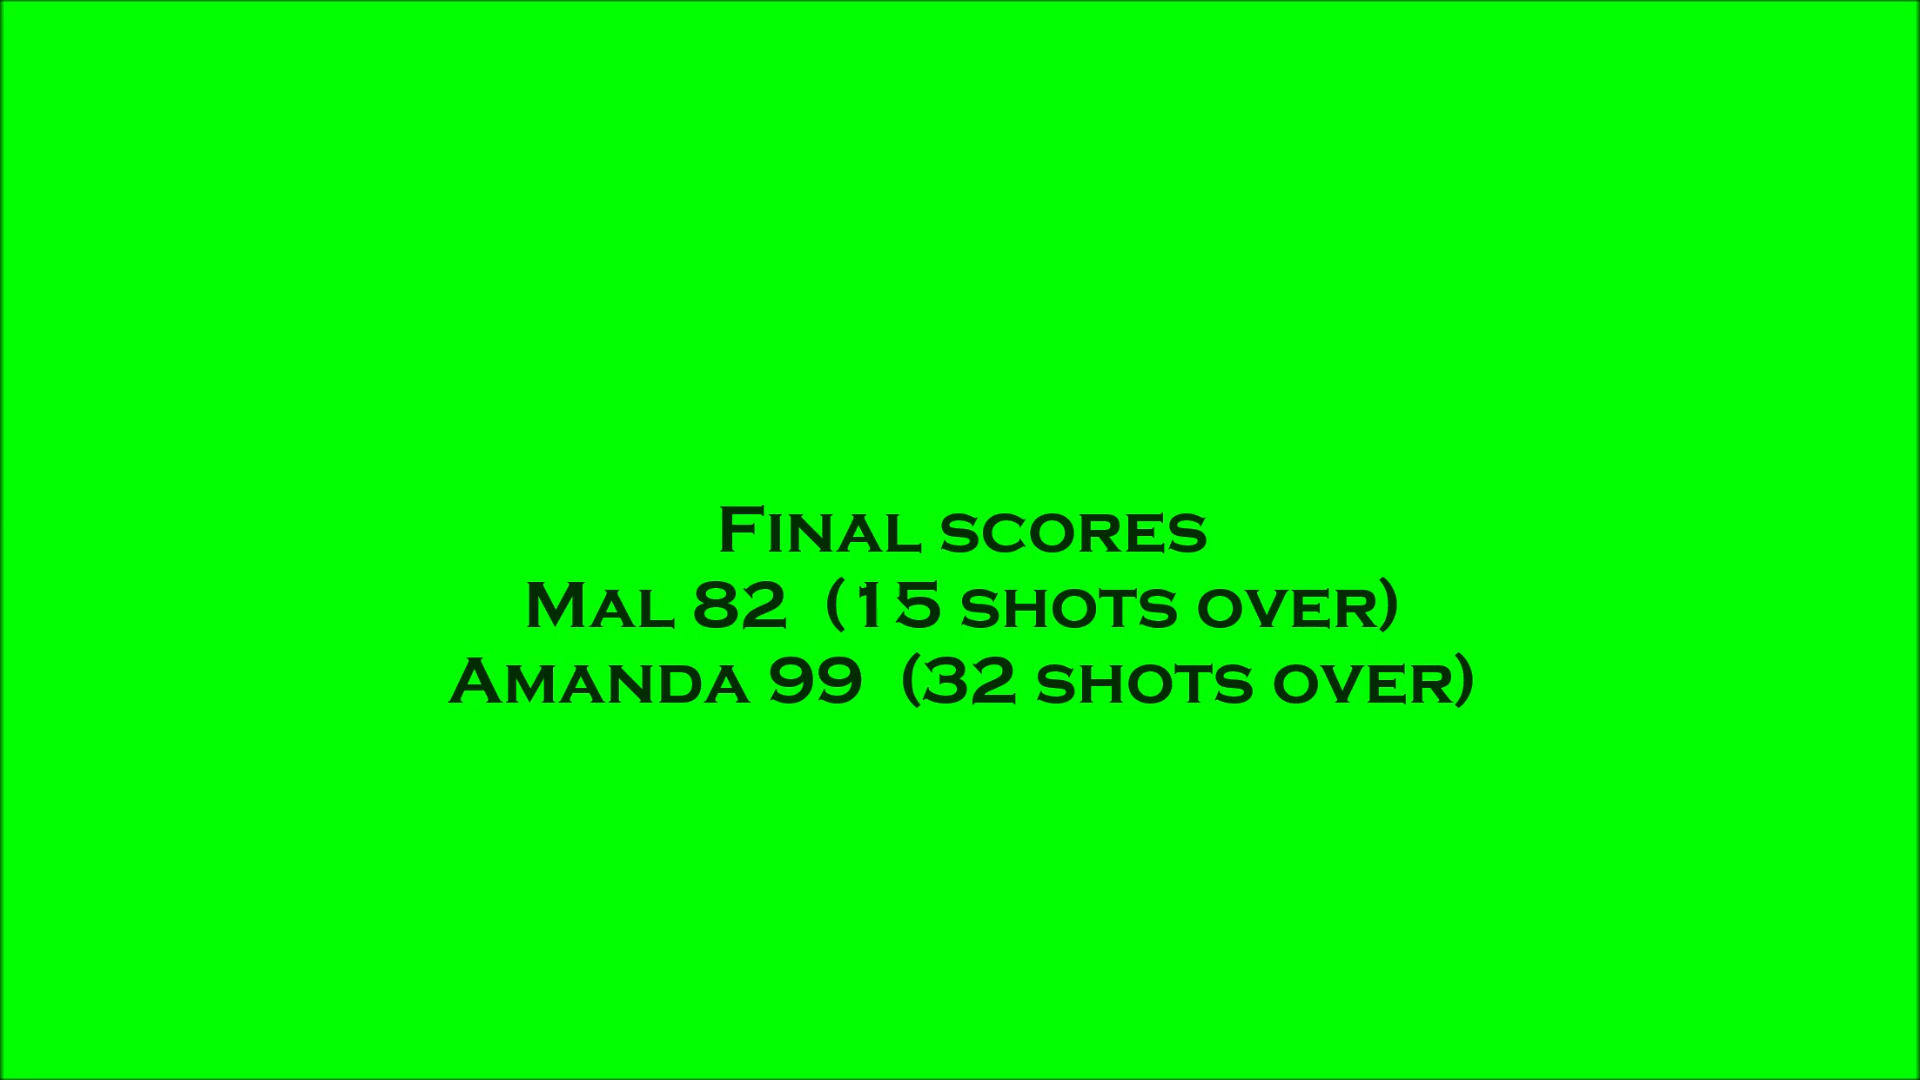 Final scores
Mal 82 (15 shots over)
Amanda 99 (32 shots over)